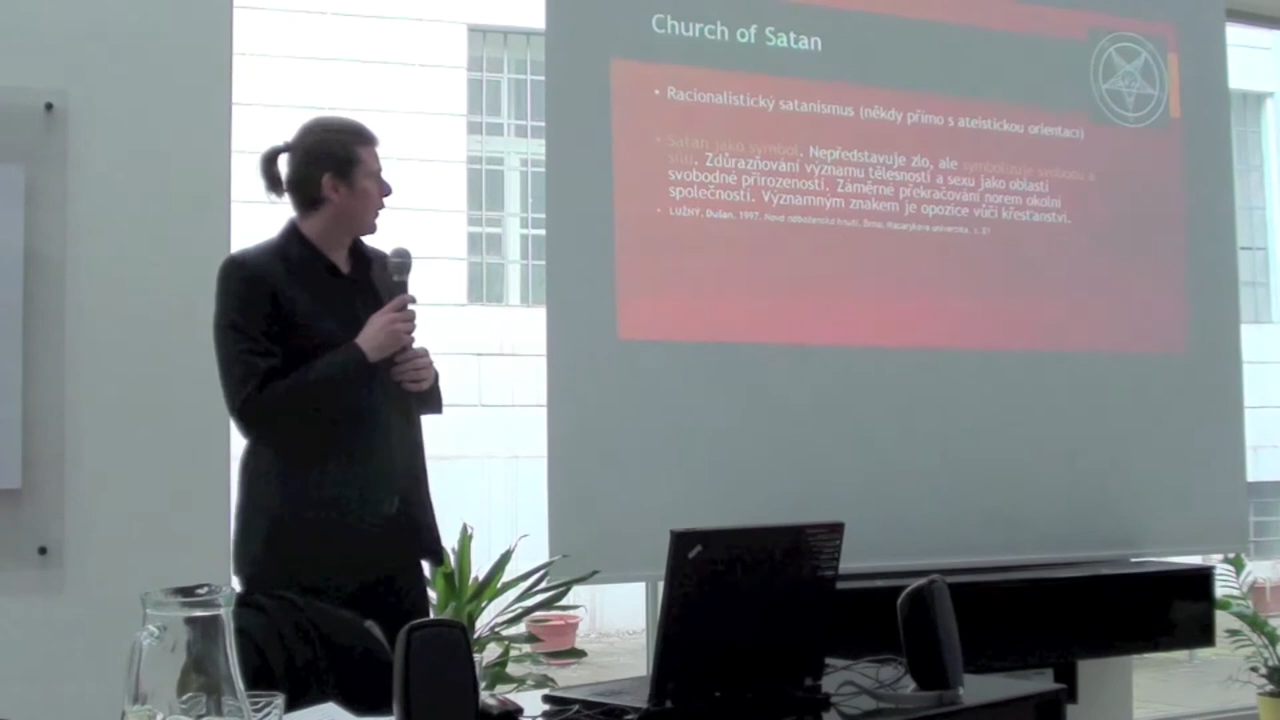 Church of Satan
• Racionalistický satanismus (někdy přímo s ateistickou orientací)
• Satan jako symbol. Nepředstavuje zlo, ale symbolizuje svobodu a
sílu. Zdůrazňování významu tělesnosti a sexu jako oblasti
svobodné přirozenosti. Záměrné překračování norem okolní
společnosti. Významným znakem je opozice vůči křesťanství.
• LUŽNÝ, Dušan. 1997. Nová náboženská hnutí. Brno, Masarykova univerzita, s. 87